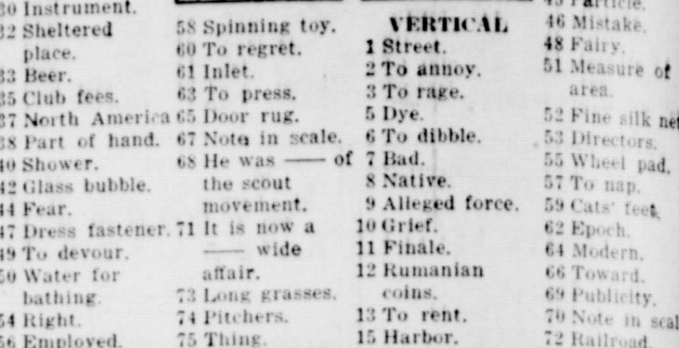 30 Instrument.
32 Sheltered
place.
33 Beer.
35 Club fees.
37 North America
38 Part of hand.
40 Shower.
42 Glass bubble.
44 Fear.
47 Dress fastener.
49 To devour.
50 Water for
bathing.
54 Right.
56 Employed.
58 Spinning toy.
60 To regret.
61 Inlet.
63 To press.
65 Door rug.
67 Note in scale.
68 He was —— of
the scout
movement.
71 It is now a
—— wide
affair.
73 Long grasses.
74 Pitchers.
75 Thing.
VERTICAL
1 Street.
2 To annoy.
3 To rage.
5 Dye.
6 To dibble.
7 Bad.
8 Native.
9 Alleged force.
10 Grief.
11 Finale.
12 Rumanian
coins.
13 To rent.
15 Harbor.
45 Particle.
46 Mistake.
48 Fairy.
51 Measure of
area.
52 Fine silk net
53 Directors.
55 Wheel pad.
57 To nap.
59 Cats' feet.
62 Epoch.
64 Modern.
66 Toward.
69 Publicity.
70 Note in scal
72 Railroad.